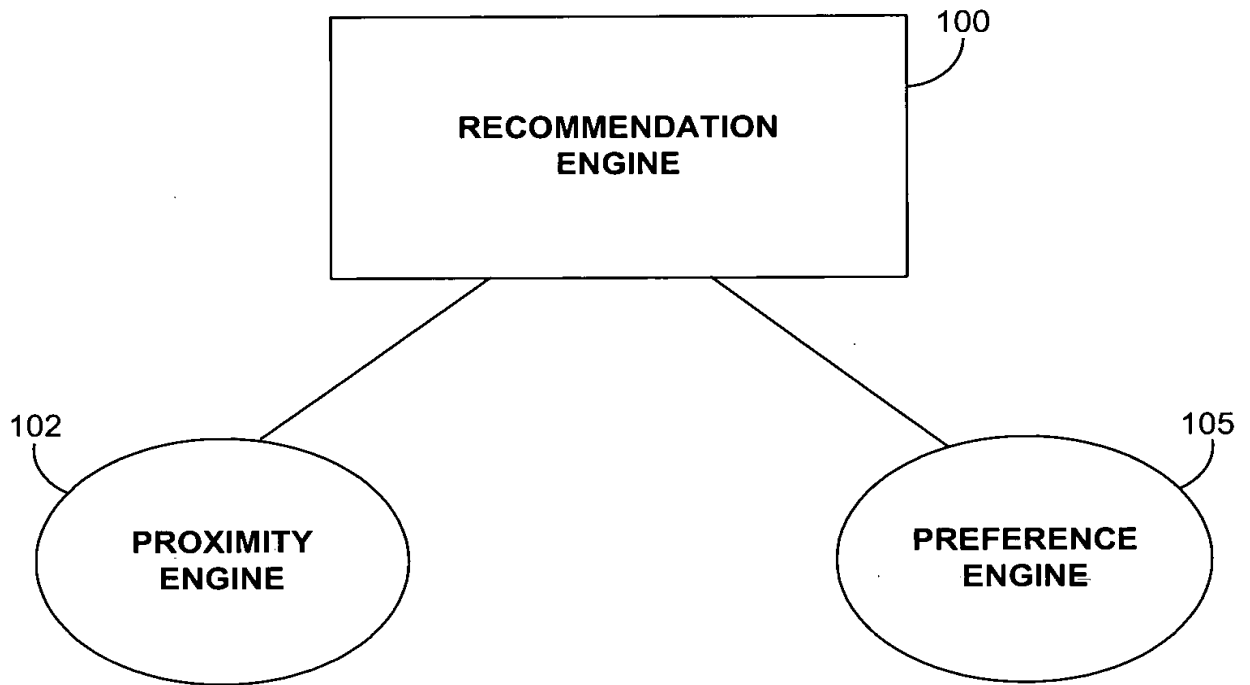 100
RECOMMENDATION
ENGINE
102
PROXIMITY
ENGINE
105
PREFERENCE
ENGINE